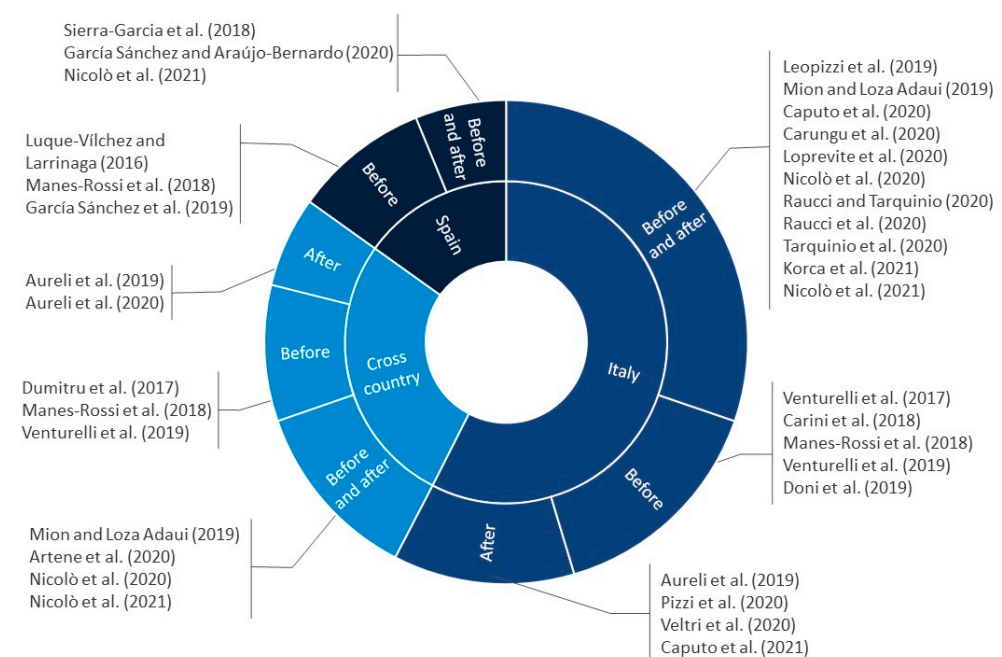 Sierra-Garcia et al. (2018)
García Sánchez and Araújo-Bernardo (2020)
Nicolò et al. (2021)
Luque-Vílchez and
Larrinaga (2016)
Manes-Rossi et al. (2018)
García Sánchez et al. (2019)
Aureli et al. (2019)
Aureli et al. (2020)
Dumitru et al. (2017)
Manes-Rossi et al. (2018)
Venturelli et al. (2019)
Mion and Loza Adaui (2019)
Artene et al. (2020)
Nicolò et al. (2020)
Nicolò et al. (2021)
Before
and after
Before
Spain
After
Before
Cross
country
Before
and after
Before
and after
Italy
Before
After
Leopizzi et al. (2019)
Mion and Loza Adaui (2019)
Caputo et al. (2020)
Carungu et al. (2020)
Loprevite et al. (2020)
Nicolò et al. (2020)
Raucci and Tarquinio (2020)
Raucci et al. (2020)
Tarquinio et al. (2020)
Korca et al. (2021)
Nicolò et al. (2021)
Venturelli et al. (2017)
Carini et al. (2018)
Manes-Rossi et al. (2018)
Venturelli et al. (2019)
Doni et al. (2019)
Aureli et al. (2019)
Pizzi et al. (2020)
Veltri et al. (2020)
Caputo et al. (2021)